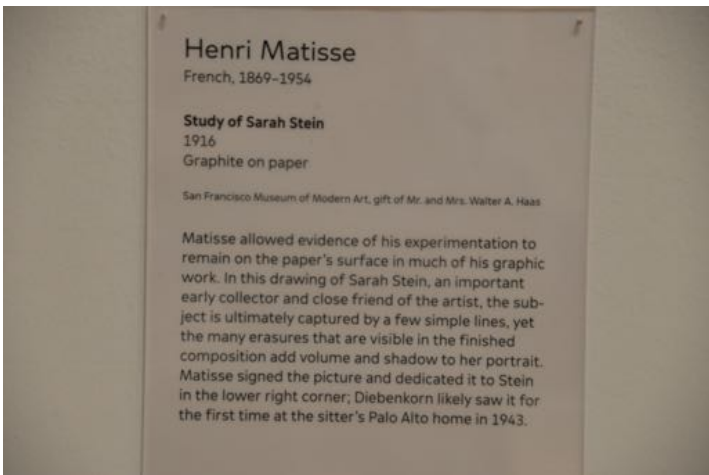 Henri Matisse
French, 1869–1954
Study of Sarah Stein
1916
Graphite on paper
San Francisco Museum of Modern Art, gift of Mr. and Mrs. Walter A. Haas
Matisse allowed evidence of his experimentation to
remain on the paper's surface in much of his graphic
work. In this drawing of Sarah Stein, an important
early collector and close friend of the artist, the sub-
ject is ultimately captured by a few simple lines, yet
the many erasures that are visible in the finished
composition add volume and shadow to her portrait.
Matisse signed the picture and dedicated it to Stein
in the lower right corner; Diebenkorn likely saw it for
the first time at the sitter's Palo Alto home in 1943.